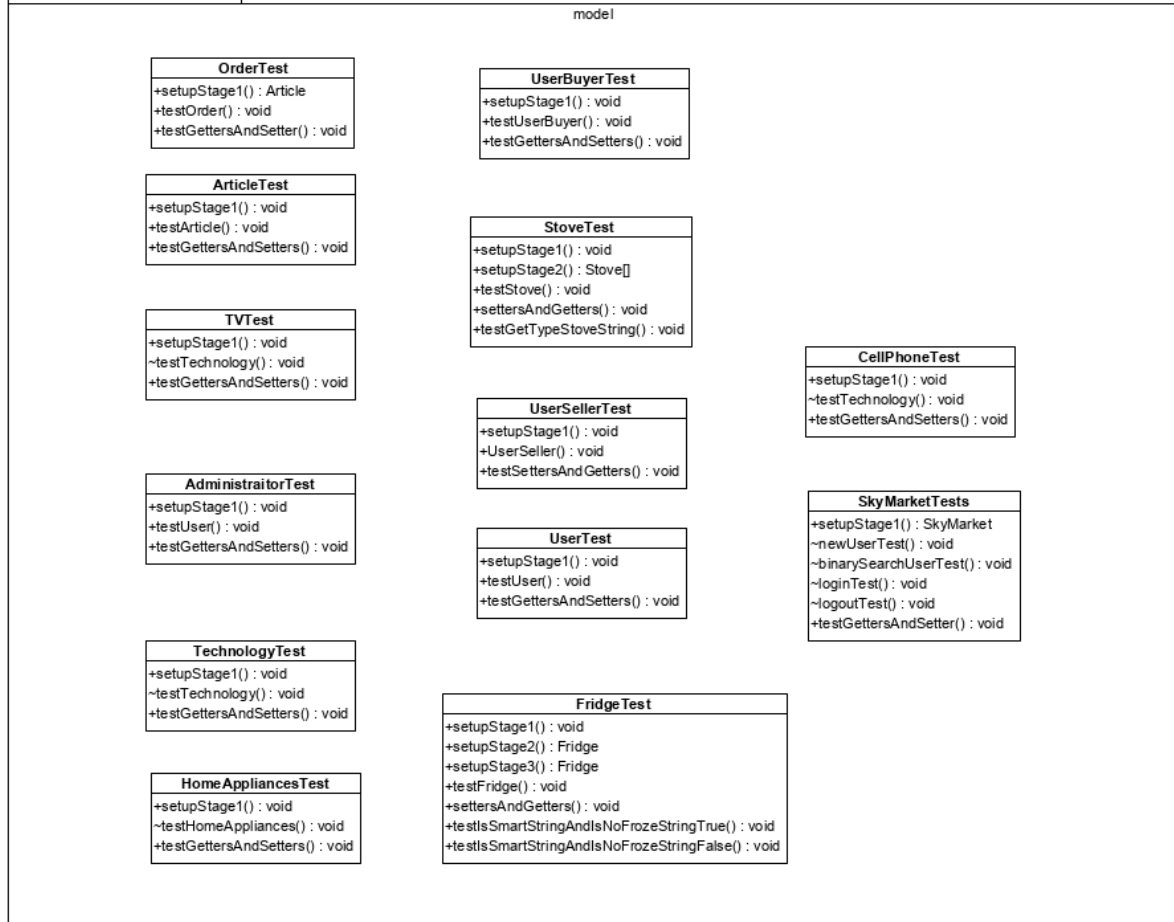 model
OrderTest
+setupStage1() : Article
+testOrder() : void
+testGettersAndSetter() : void
UserBuyerTest
+setupStage1() : void
+testUserBuyer() : void
+testGettersAndSetters() : void
ArticleTest
+setupStage1() : void
+testArticle() : void
+testGettersAndSetters() : void
StoveTest
+setupStage1() : void
+setupStage2() : Stove[]
+testStove() : void
+settersAndGetters() : void
+testGetTypeStoveString() : void
TVTest
+setupStage1() : void
~testTechnology() : void
+testGettersAndSetters() : void
CellPhoneTest
+setupStage1() : void
~testTechnology() : void
+testGettersAndSetters() : void
UserSellerTest
+setupStage1() : void
+UserSeller() : void
+testSettersAndGetters() : void
AdministraitorTest
+setupStage1() : void
+testUser() : void
+testGettersAndSetters() : void
SkyMarketTests
+setupStage1() : SkyMarket
~newUserTest() : void
~binarySearchUserTest() : void
~loginTest() : void
~logoutTest() : void
+testGettersAndSetter() : void
UserTest
+setupStage1() : void
+testUser() : void
+testGettersAndSetters() : void
TechnologyTest
+setupStage1() : void
~testTechnology() : void
+testGettersAndSetters() : void
FridgeTest
+setupStage1() : void
+setupStage2() : Fridge
+setupStage3() : Fridge
+testFridge() : void
+settersAndGetters() : void
+testIsSmartStringAndIsNoFrozeStringTrue() : void
+testIsSmartStringAndIsNoFrozeStringFalse() : void
HomeAppliancesTest
+setupStage1() : void
~testHomeAppliances() : void
+testGettersAndSetters() : void